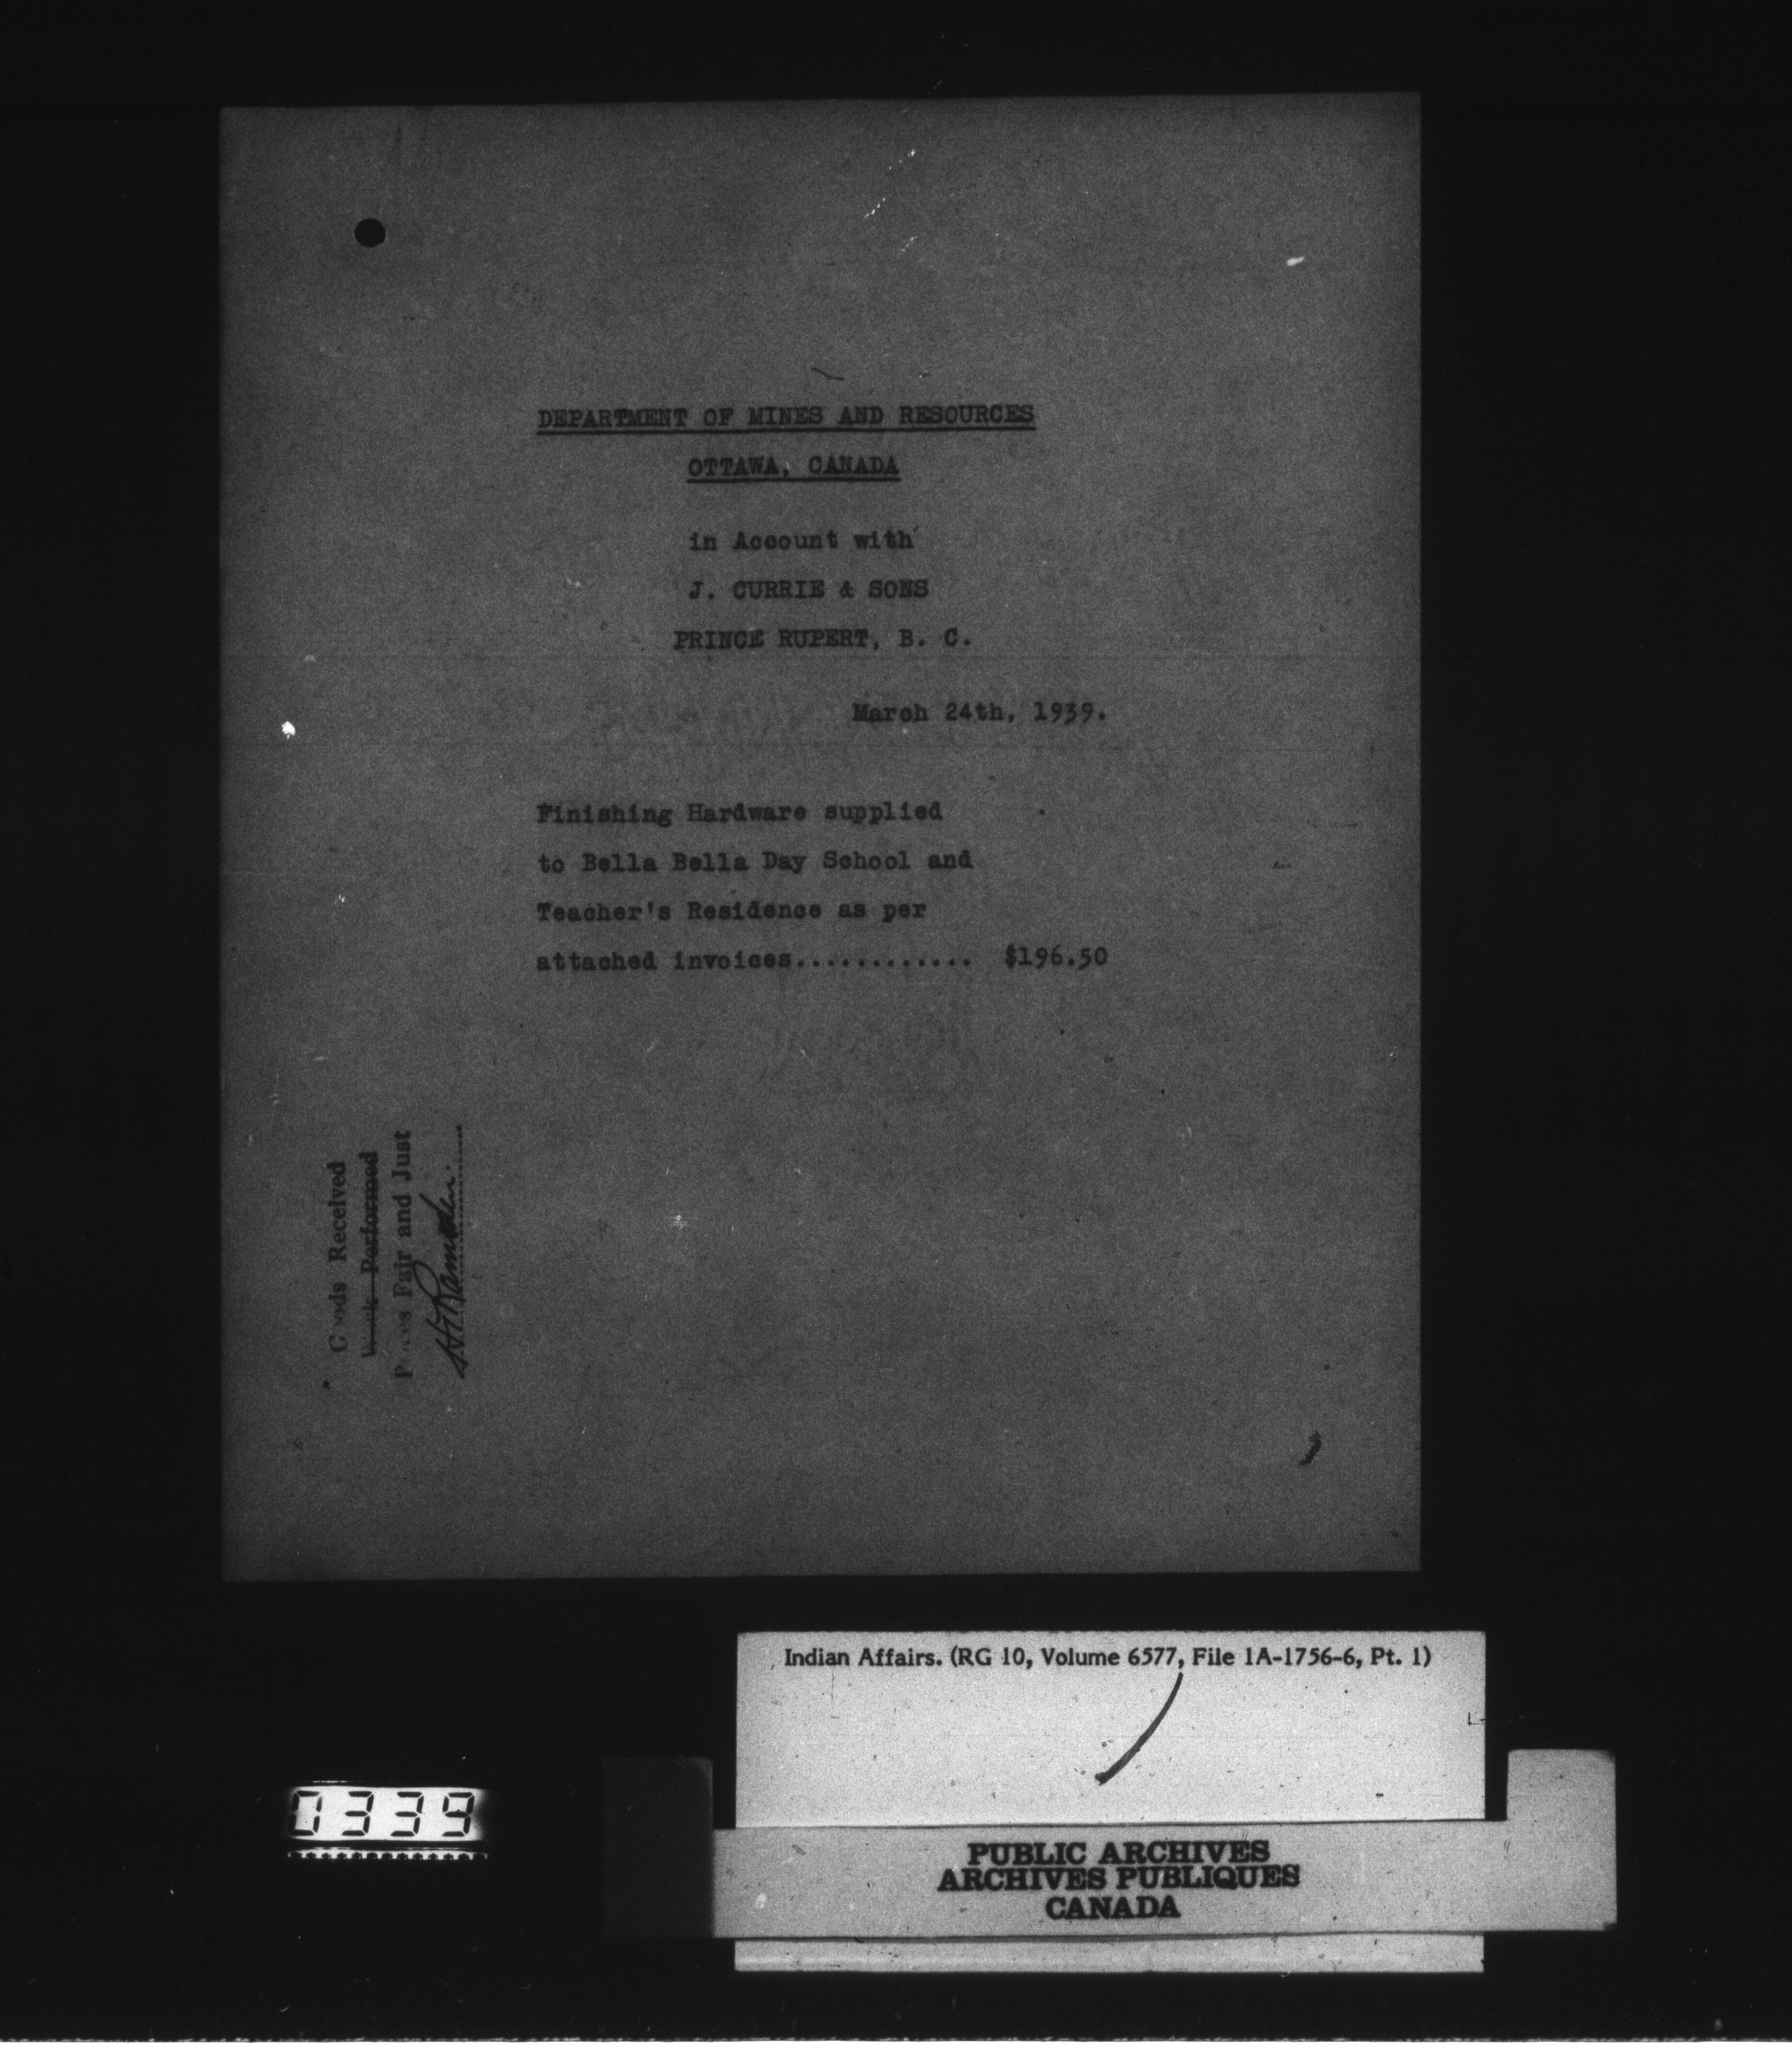 DEPARTMENT OF MINES AND RESOURCES
OTTAWA, CANADA
in Account with
J. CURRIE & SONS
PRINCE RUPERT, B. C.
March 24th, 1939.
Finishing Hardware supplied
to Bella Bella Day School and
Teacher's Residence as per
attached invoices............ $196.50
Goods Received
Work Performed
Prices Fair and Just
Indian Affairs. (RG 10, Volume 6577, File 1A-1756-6, Pt. 1)
0339
PUBLIC ARCHIVES
ARCHIVES PUBLIQUES
CANADA